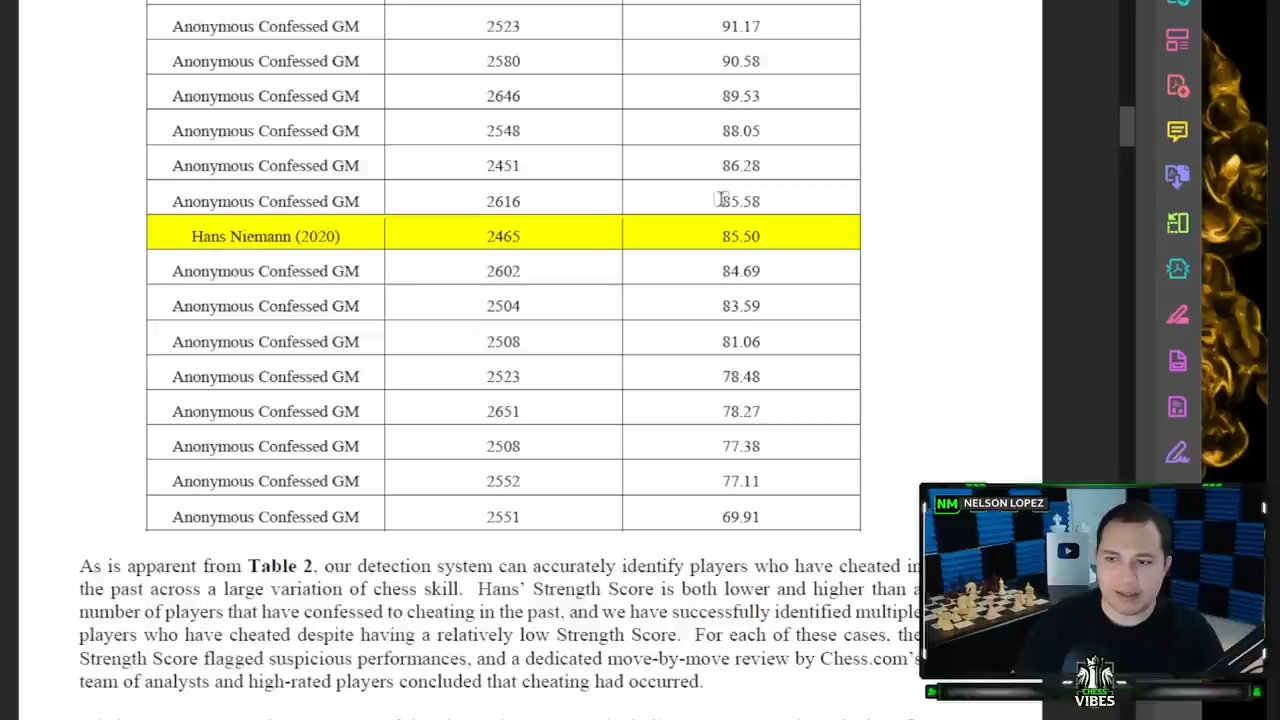 Anonymous Confessed GM 2523 91.17
Anonymous Confessed GM 2580 90.58
Anonymous Confessed GM 2646 89.53
Anonymous Confessed GM 2548 88.05
Anonymous Confessed GM 2451 86.28
Anonymous Confessed GM 2616 85.58
Hans Niemann (2020) 2465 85.50
Anonymous Confessed GM 2602 84.69
Anonymous Confessed GM 2504 83.59
Anonymous Confessed GM 2508 81.06
Anonymous Confessed GM 2523 78.48
Anonymous Confessed GM 2651 78.27
Anonymous Confessed GM 2508 77.38
Anonymous Confessed GM 2552 77.11
Anonymous Confessed GM 2551 69.91
As is apparent from Table 2, our detection system can accurately identify players who have cheated in
the past across a large variation of chess skill. Hans' Strength Score is both lower and higher than a
number of players that have confessed to cheating in the past, and we have successfully identified multiple
players who have cheated despite having a relatively low Strength Score. For each of these cases, the
Strength Score flagged suspicious performances, and a dedicated move-by-move review by Chess.com's
team of analysts and high-rated players concluded that cheating had occurred.
NM NELSON LOPEZ
CHESS
VIBES